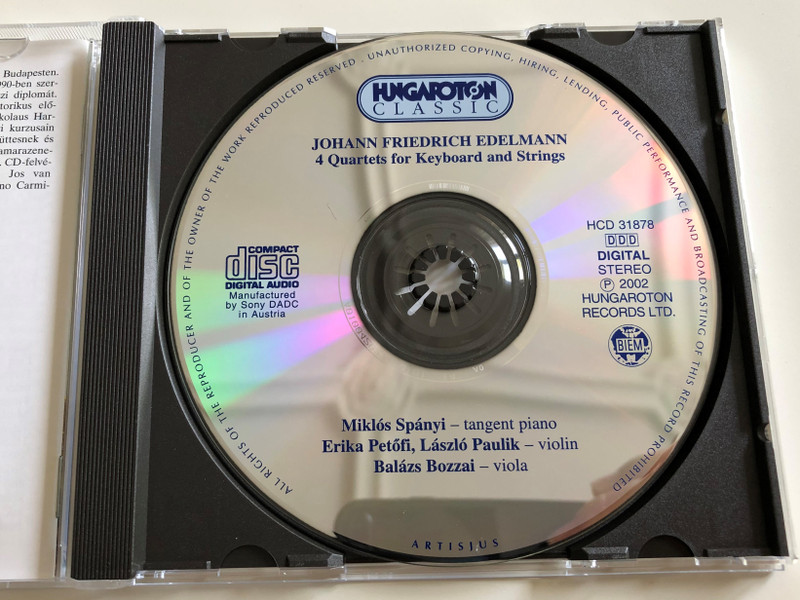 Budapesten.
990-ben szer-
zi diplomát.
torikus elő-
kolaus Har-
i kurzusain
üttesnek és
amarazene-
. CD-felvé-
Jos van
no Carmi-
ALL RIGHTS OF THE REPRODUCER AND OF THE OWNER OF THE WORK REPRODUCED RESERVED . UNAUTHORIZED COPYING, HIRING, LENDING, PUBLIC PERFORMANCE AND BROADCASTING OF THIS RECORD PROHIBITED
HUNGAROTON
CLASSIC
JOHANN FRIEDRICH EDELMANN
4 Quartets for Keyboard and Strings
COMPACT
disc
DIGITAL AUDIO
Manufactured
by Sony DADC
in Austria
HCD 31878
DDD
DIGITAL
STEREO
℗ 2002
HUNGAROTON
RECORDS LTD.
BIEM
Miklós Spányi – tangent piano
Erika Petőfi, László Paulik – violin
Balázs Bozzai – viola
ARTISJUS